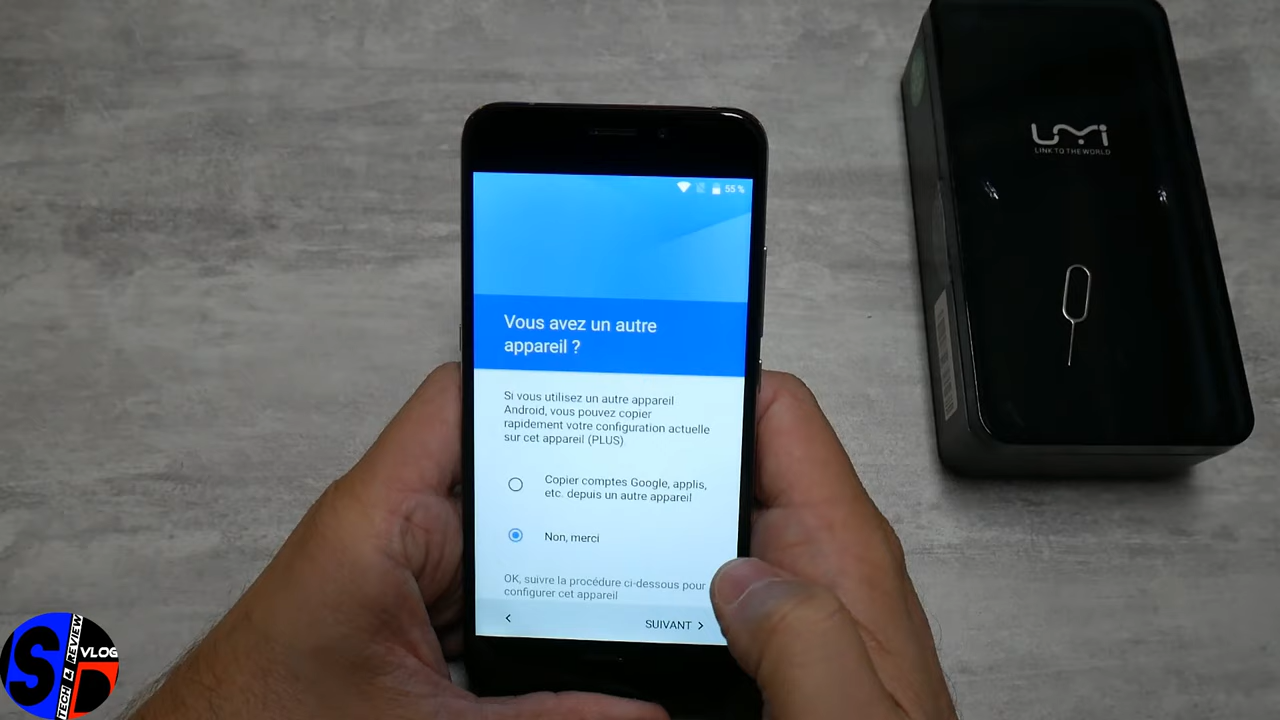 55 %
Vous avez un autre
appareil ?
Si vous utilisez un autre appareil
Android, vous pouvez copier
rapidement votre configuration actuelle
sur cet appareil (PLUS)
Copier comptes Google, applis,
etc. depuis un autre appareil
Non, merci
OK, suivre la procédure ci-dessous pour
configurer cet appareil
SUIVANT
UMi
LINK TO THE WORLD
SD
TECH & REVIEW
VLOG